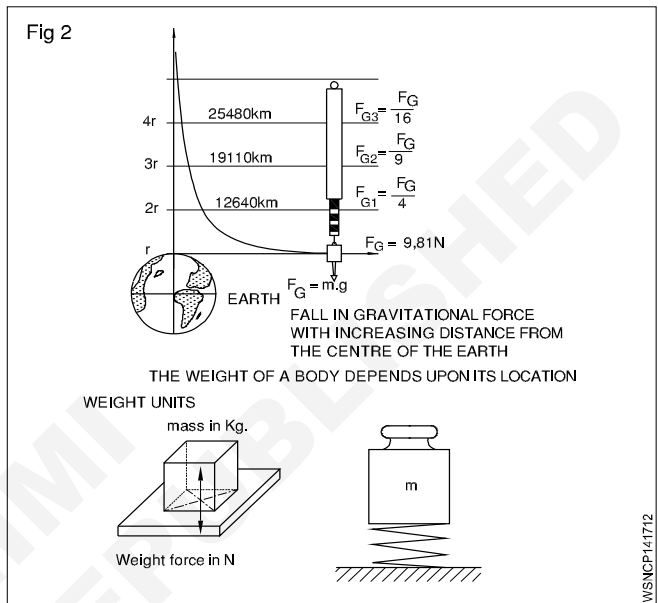 Fig 2
4r 25480km F_G3 = F_G/16
3r 19110km F_G2 = F_G/9
2r 12640km F_G1 = F_G/4
r F_G = 9,81N
EARTH F_G = m.g
FALL IN GRAVITATIONAL FORCE
WITH INCREASING DISTANCE FROM
THE CENTRE OF THE EARTH
THE WEIGHT OF A BODY DEPENDS UPON ITS LOCATION
WEIGHT UNITS
mass in Kg.
m
Weight force in N
WSNCP141712